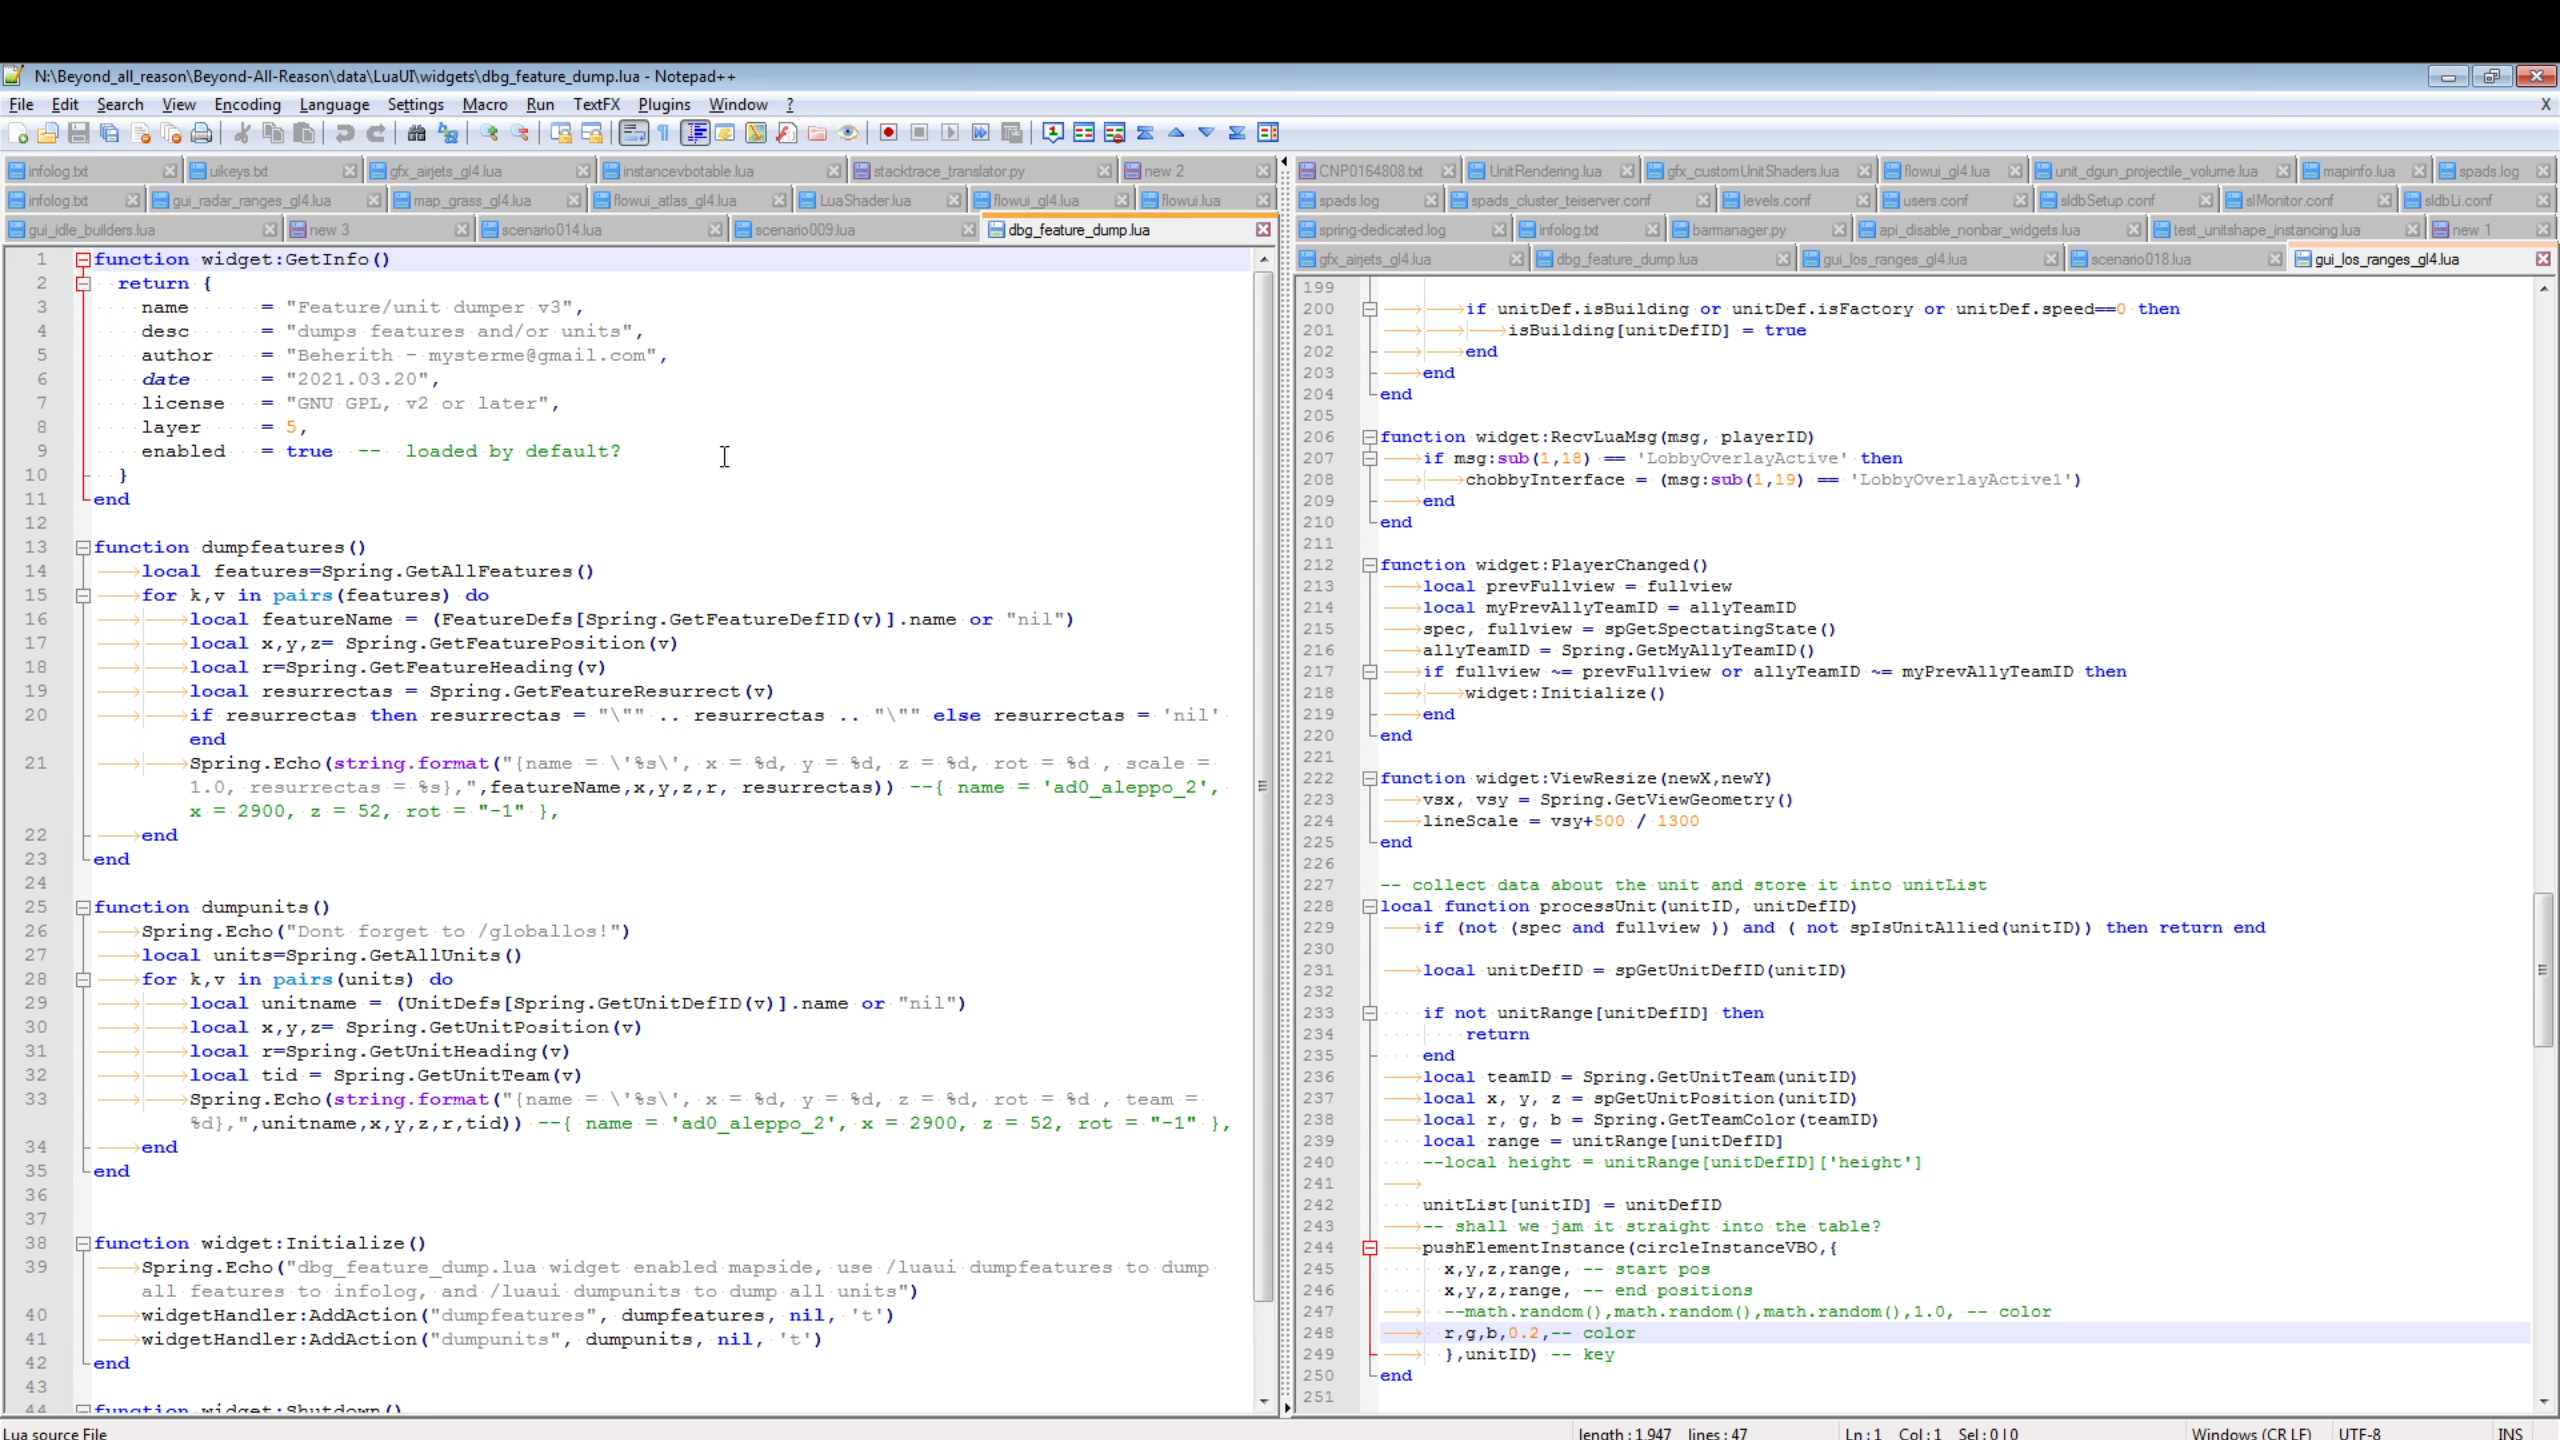 N:\Beyond_all_reason\Beyond-All-Reason\data\LuaUI\widgets\dbg_feature_dump.lua - Notepad++
File Edit Search View Encoding Language Settings Macro Run TextFX Plugins Window ? X
infolog.txt uikeys.txt gfx_airjets_gl4.lua instancevbotable.lua stacktrace_translator.py new 2
infolog.txt gui_radar_ranges_gl4.lua map_grass_gl4.lua flowui_atlas_gl4.lua LuaShader.lua flowui_gl4.lua flowui.lua
gui_idle_builders.lua new 3 scenario014.lua scenario009.lua dbg_feature_dump.lua
1 function widget:GetInfo()
2 return {
3 name = "Feature/unit dumper v3",
4 desc = "dumps features and/or units",
5 author = "Beherith - mysterme@gmail.com",
6 date = "2021.03.20",
7 license = "GNU GPL, v2 or later",
8 layer = 5,
9 enabled = true -- loaded by default?
10 }
11 end
12
13 function dumpfeatures()
14 local features=Spring.GetAllFeatures()
15 for k,v in pairs(features) do
16 local featureName = (FeatureDefs[Spring.GetFeatureDefID(v)].name or "nil")
17 local x,y,z= Spring.GetFeaturePosition(v)
18 local r=Spring.GetFeatureHeading(v)
19 local resurrectas = Spring.GetFeatureResurrect(v)
20 if resurrectas then resurrectas = "\"" .. resurrectas .. "\"" else resurrectas = 'nil'
end
21 Spring.Echo(string.format("{name = \'%s\', x = %d, y = %d, z = %d, rot = %d , scale =
1.0, resurrectas = %s},",featureName,x,y,z,r, resurrectas)) --{ name = 'ad0_aleppo_2',
x = 2900, z = 52, rot = "-1" },
22 end
23 end
24
25 function dumpunits()
26 Spring.Echo("Dont forget to /globallos!")
27 local units=Spring.GetAllUnits()
28 for k,v in pairs(units) do
29 local unitname = (UnitDefs[Spring.GetUnitDefID(v)].name or "nil")
30 local x,y,z= Spring.GetUnitPosition(v)
31 local r=Spring.GetUnitHeading(v)
32 local tid = Spring.GetUnitTeam(v)
33 Spring.Echo(string.format("{name = \'%s\', x = %d, y = %d, z = %d, rot = %d , team =
%d},",unitname,x,y,z,r,tid)) --{ name = 'ad0_aleppo_2', x = 2900, z = 52, rot = "-1" },
34 end
35 end
36
37
38 function widget:Initialize()
39 Spring.Echo("dbg_feature_dump.lua widget enabled mapside, use /luaui dumpfeatures to dump
all features to infolog, and /luaui dumpunits to dump all units")
40 widgetHandler:AddAction("dumpfeatures", dumpfeatures, nil, 't')
41 widgetHandler:AddAction("dumpunits", dumpunits, nil, 't')
42 end
43
44 function widget:Shutdown()
CNP0164808.txt UnitRendering.lua gfx_customUnitShaders.lua flowui_gl4.lua unit_dgun_projectile_volume.lua mapinfo.lua spads.log
spads.log spads_cluster_teiserver.conf levels.conf users.conf sldbSetup.conf slMonitor.conf sldbLi.conf
spring-dedicated.log infolog.txt barmanager.py api_disable_nonbar_widgets.lua test_unitshape_instancing.lua new 1
gfx_airjets_gl4.lua dbg_feature_dump.lua gui_los_ranges_gl4.lua scenario018.lua gui_los_ranges_gl4.lua
199
200 if unitDef.isBuilding or unitDef.isFactory or unitDef.speed==0 then
201 isBuilding[unitDefID] = true
202 end
203 end
204 end
205
206 function widget:RecvLuaMsg(msg, playerID)
207 if msg:sub(1,18) == 'LobbyOverlayActive' then
208 chobbyInterface = (msg:sub(1,19) == 'LobbyOverlayActive1')
209 end
210 end
211
212 function widget:PlayerChanged()
213 local prevFullview = fullview
214 local myPrevAllyTeamID = allyTeamID
215 spec, fullview = spGetSpectatingState()
216 allyTeamID = Spring.GetMyAllyTeamID()
217 if fullview ~= prevFullview or allyTeamID ~= myPrevAllyTeamID then
218 widget:Initialize()
219 end
220 end
221
222 function widget:ViewResize(newX,newY)
223 vsx, vsy = Spring.GetViewGeometry()
224 lineScale = vsy+500 / 1300
225 end
226
227 -- collect data about the unit and store it into unitList
228 local function processUnit(unitID, unitDefID)
229 if (not (spec and fullview )) and ( not spIsUnitAllied(unitID)) then return end
230
231 local unitDefID = spGetUnitDefID(unitID)
232
233 if not unitRange[unitDefID] then
234 return
235 end
236 local teamID = Spring.GetUnitTeam(unitID)
237 local x, y, z = spGetUnitPosition(unitID)
238 local r, g, b = Spring.GetTeamColor(teamID)
239 local range = unitRange[unitDefID]
240 --local height = unitRange[unitDefID]['height']
241
242 unitList[unitID] = unitDefID
243 -- shall we jam it straight into the table?
244 pushElementInstance(circleInstanceVBO,{
245 x,y,z,range, -- start pos
246 x,y,z,range, -- end positions
247 --math.random(),math.random(),math.random(),1.0, -- color
248 r,g,b,0.2,-- color
249 },unitID) -- key
250 end
251
Lua source File length : 1,947 lines : 47 Ln : 1 Col : 1 Sel : 0 | 0 Windows (CR LF) UTF-8 INS